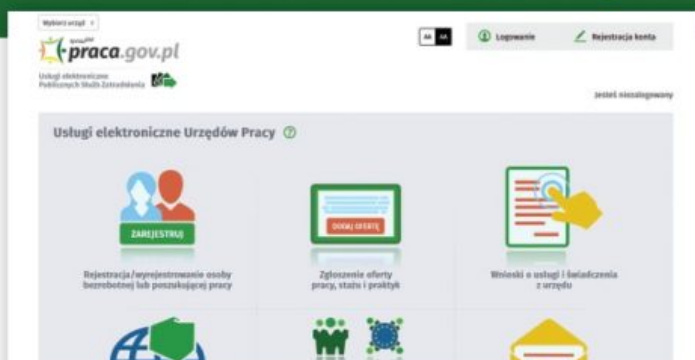 Wybierz urząd
praca.gov.pl
Usługi elektroniczne
Publicznych Służb Zatrudnienia
AA AA
Logowanie
Rejestracja konta
Jesteś niezalogowany
Usługi elektroniczne Urzędów Pracy ?
ZAREJESTRUJ
Rejestracja/wyrejestrowanie osoby
bezrobotnej lub poszukującej pracy
DODAJ OFERTĘ
Zgłoszenie oferty
pracy, stażu i praktyk
Wnioski o usługi i świadczenia
z urzędu